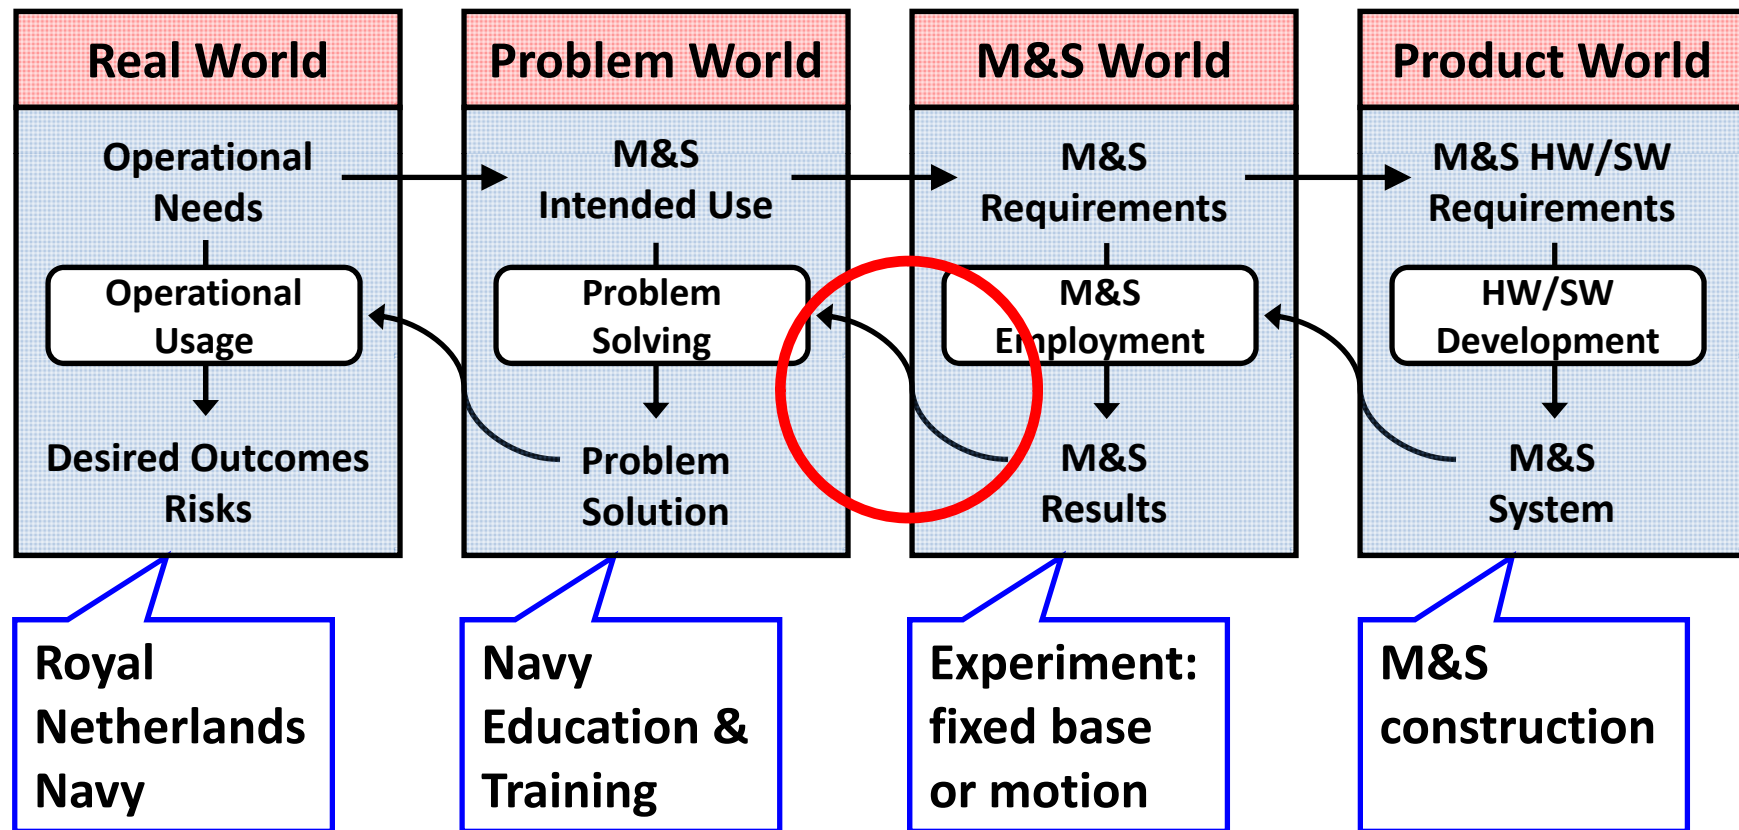 Real World
Operational
Needs
Operational
Usage
Desired Outcomes
Risks
Royal
Netherlands
Navy
Problem World
M&S
Intended Use
Problem
Solving
Problem
Solution
Navy
Education &
Training
M&S World
M&S
Requirements
M&S
Employment
M&S
Results
Experiment:
fixed base
or motion
Product World
M&S HW/SW
Requirements
HW/SW
Development
M&S
System
M&S
construction